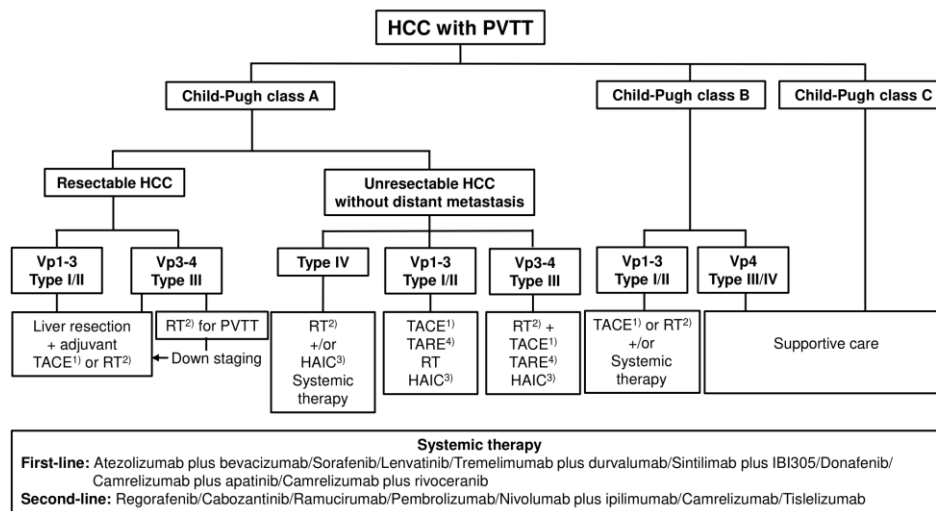 HCC with PVTT
Child-Pugh class A
Child-Pugh class B
Child-Pugh class C
Resectable HCC
Unresectable HCC
without distant metastasis
Vp1-3
Type I/II
Vp3-4
Type III
Type IV
Vp1-3
Type I/II
Vp3-4
Type III
Vp1-3
Type I/II
Vp4
Type III/IV
Liver resection
+ adjuvant
TACE1) or RT2)
RT2) for PVTT
Down staging
RT2)
+/or
HAIC3)
Systemic
therapy
TACE1)
TARE4)
RT
HAIC3)
RT2) +
TACE1)
TARE4)
HAIC3)
TACE1) or RT2)
+/or
Systemic
therapy
Supportive care
Systemic therapy
First-line: Atezolizumab plus bevacizumab/Sorafenib/Lenvatinib/Tremelimumab plus durvalumab/Sintilimab plus IBI305/Donafenib/
Camrelizumab plus apatinib/Camrelizumab plus rivoceranib
Second-line: Regorafenib/Cabozantinib/Ramucirumab/Pembrolizumab/Nivolumab plus ipilimumab/Camrelizumab/Tislelizumab